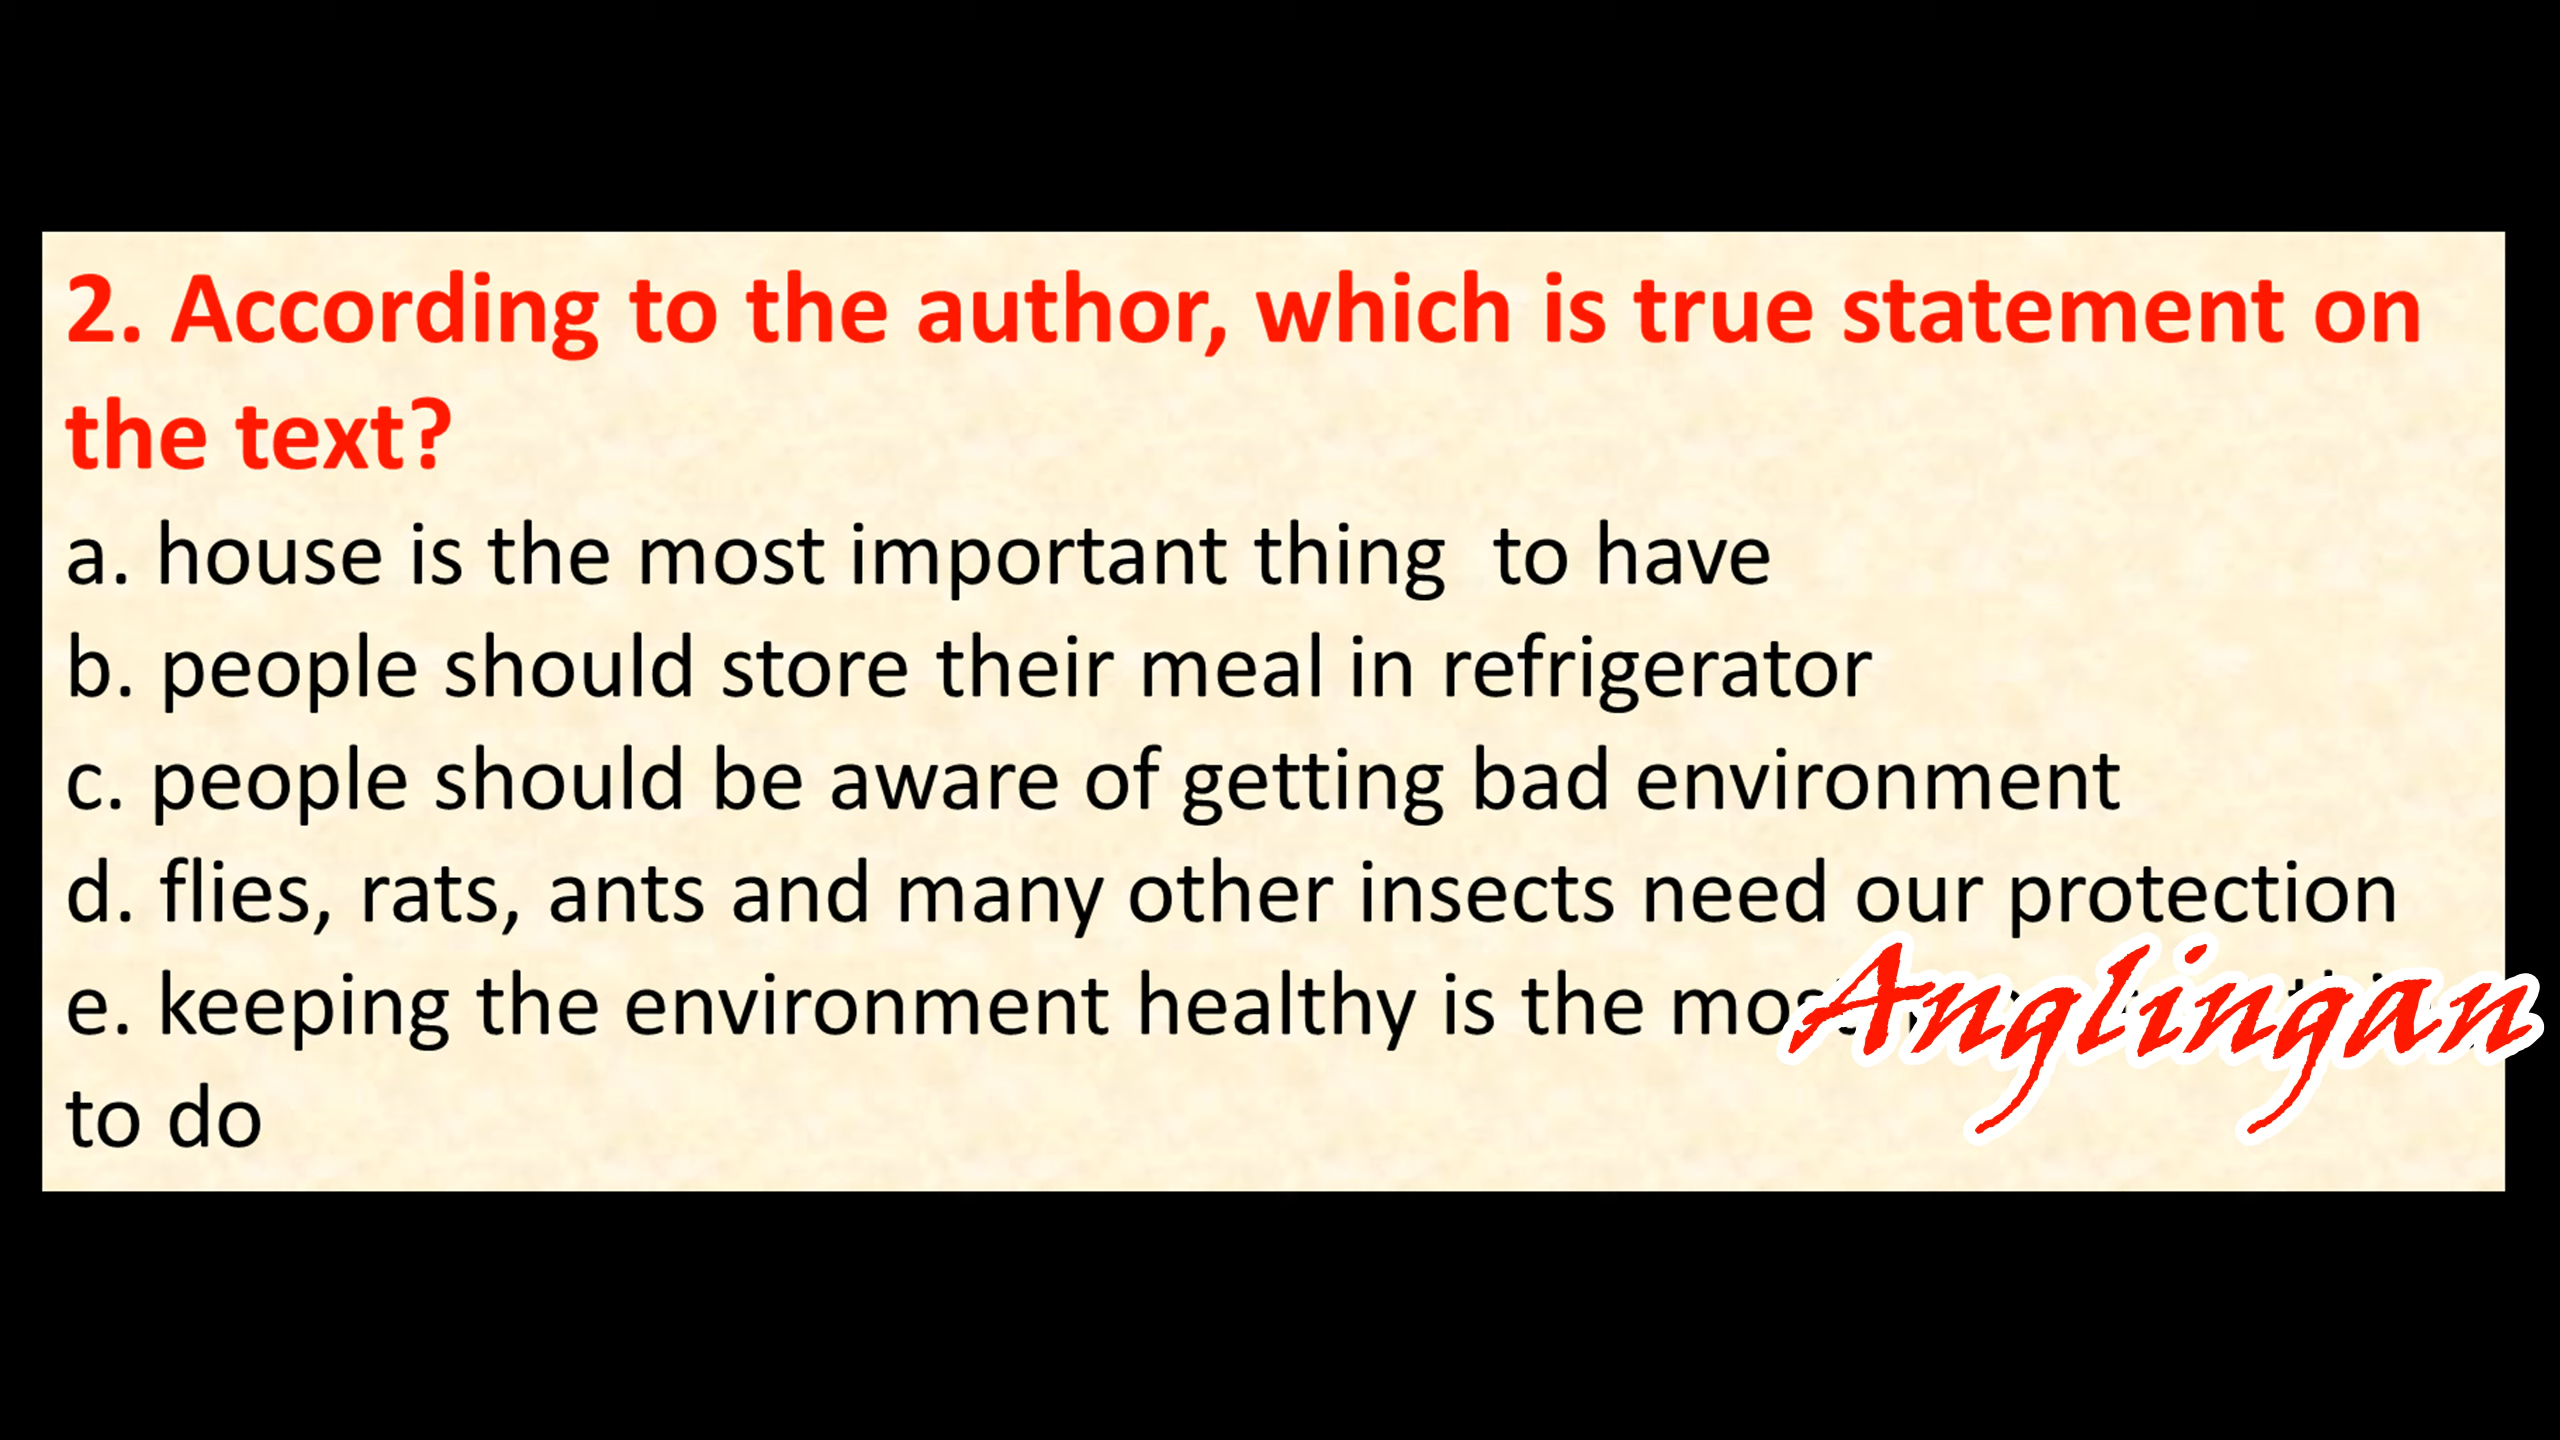 2. According to the author, which is true statement on
the text?
a. house is the most important thing  to have
b. people should store their meal in refrigerator
c. people should be aware of getting bad environment
d. flies, rats, ants and many other insects need our protection
e. keeping the environment healthy is the most
Anglingan
to do